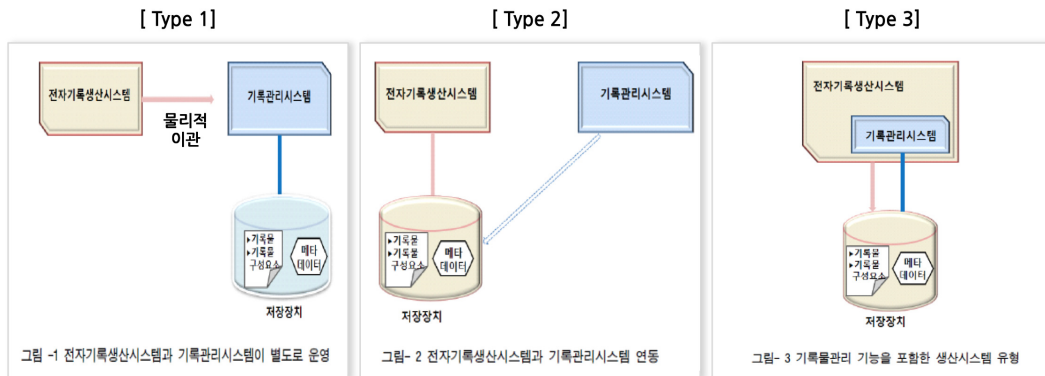 [ Type 1]
전자기록생산시스템
물리적
이관
기록관리시스템
▸기록물
▸기록물
구성요소
메타
데이터
저장장치
그림 -1 전자기록생산시스템과 기록관리시스템이 별도로 운영
[ Type 2]
전자기록생산시스템
기록관리시스템
▸기록물
▸기록물
구성요소
메타
데이터
저장장치
그림- 2 전자기록생산시스템과 기록관리시스템 연동
[ Type 3]
전자기록생산시스템
기록관리시스템
▸기록물
▸기록물
구성요소
메타
데이터
저장장치
그림- 3 기록물관리 기능을 포함한 생산시스템 유형